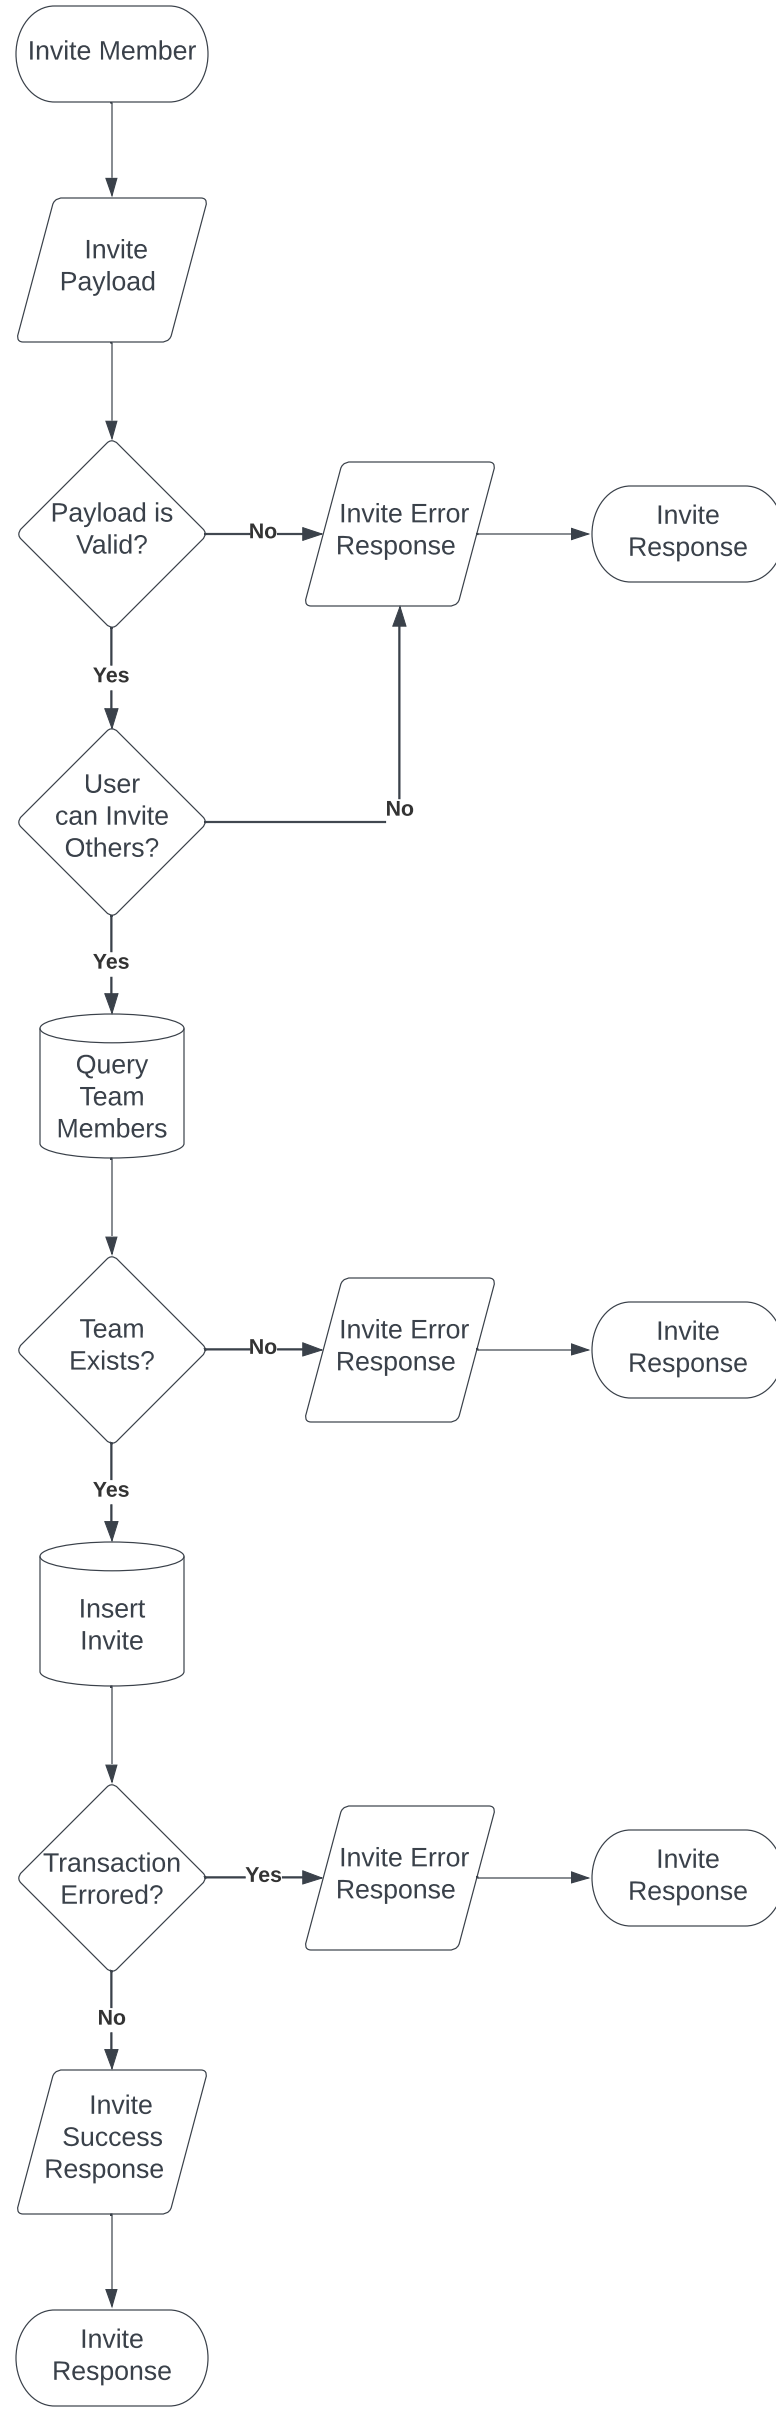 Invite Member
Invite
Payload
Payload is
Valid?
No
Invite Error
Response
Invite
Response
Yes
User
can Invite
Others?
No
Yes
Query
Team
Members
Team
Exists?
No
Invite Error
Response
Invite
Response
Yes
Insert
Invite
Transaction
Errored?
Yes
Invite Error
Response
Invite
Response
No
Invite
Success
Response
Invite
Response